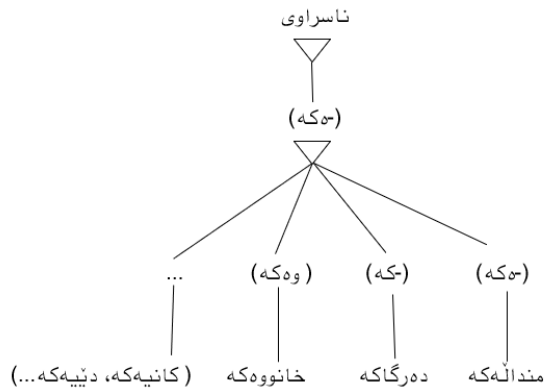 ناسراوی
(-ەکە)
(-ەکە) (-کە) (وەکە) ...
منداڵەکە دەرگاکە خانووەکە (کانیەکە، دێیەکە...)